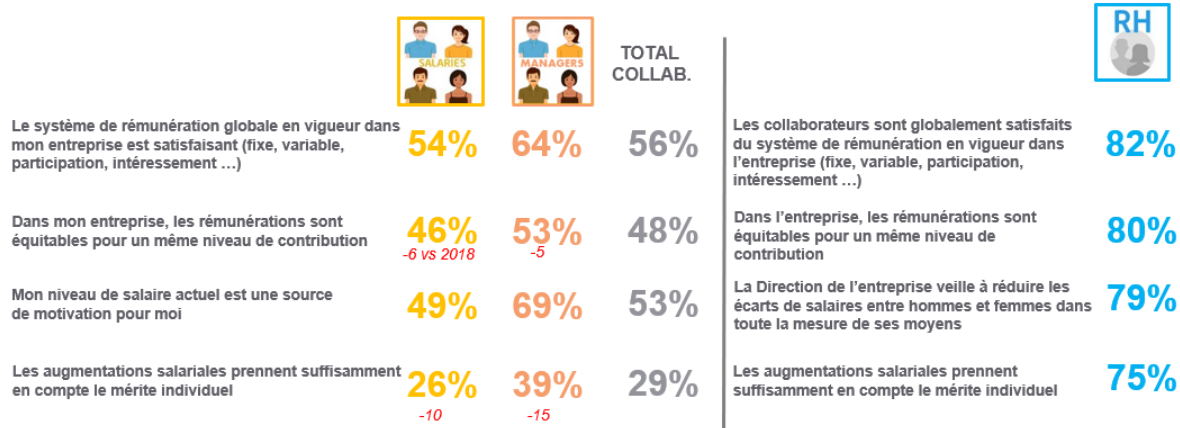 SALARIES
MANAGERS
TOTAL
COLLAB.
RH
Le système de rémunération globale en vigueur dans
mon entreprise est satisfaisant (fixe, variable,
participation, intéressement …)
54%
64%
56%
Les collaborateurs sont globalement satisfaits
du système de rémunération en vigueur dans
l'entreprise (fixe, variable, participation,
intéressement …)
82%
Dans mon entreprise, les rémunérations sont
équitables pour un même niveau de contribution
46%
-6 vs 2018
53%
-5
48%
Dans l'entreprise, les rémunérations sont
équitables pour un même niveau de
contribution
80%
Mon niveau de salaire actuel est une source
de motivation pour moi
49%
69%
53%
La Direction de l'entreprise veille à réduire les
écarts de salaires entre hommes et femmes dans
toute la mesure de ses moyens
79%
Les augmentations salariales prennent suffisamment
en compte le mérite individuel
26%
-10
39%
-15
29%
Les augmentations salariales prennent
suffisamment en compte le mérite individuel
75%